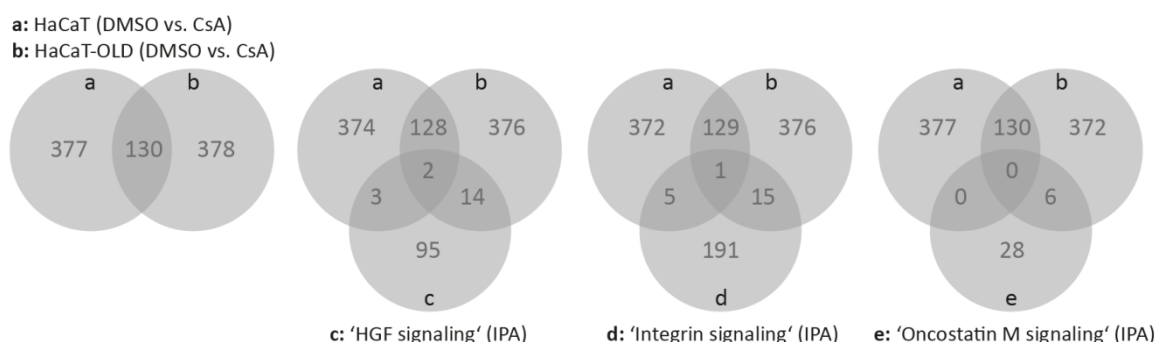 a: HaCaT (DMSO vs. CsA)
b: HaCaT-OLD (DMSO vs. CsA)
a b
377 130 378
a b
374 128 376
2
3 14
95
c
c: ‘HGF signaling‘ (IPA)
a b
372 129 376
1
5 15
191
d
d: ‘Integrin signaling‘ (IPA)
a b
377 130 372
0
0 6
28
e
e: ‘Oncostatin M signaling‘ (IPA)